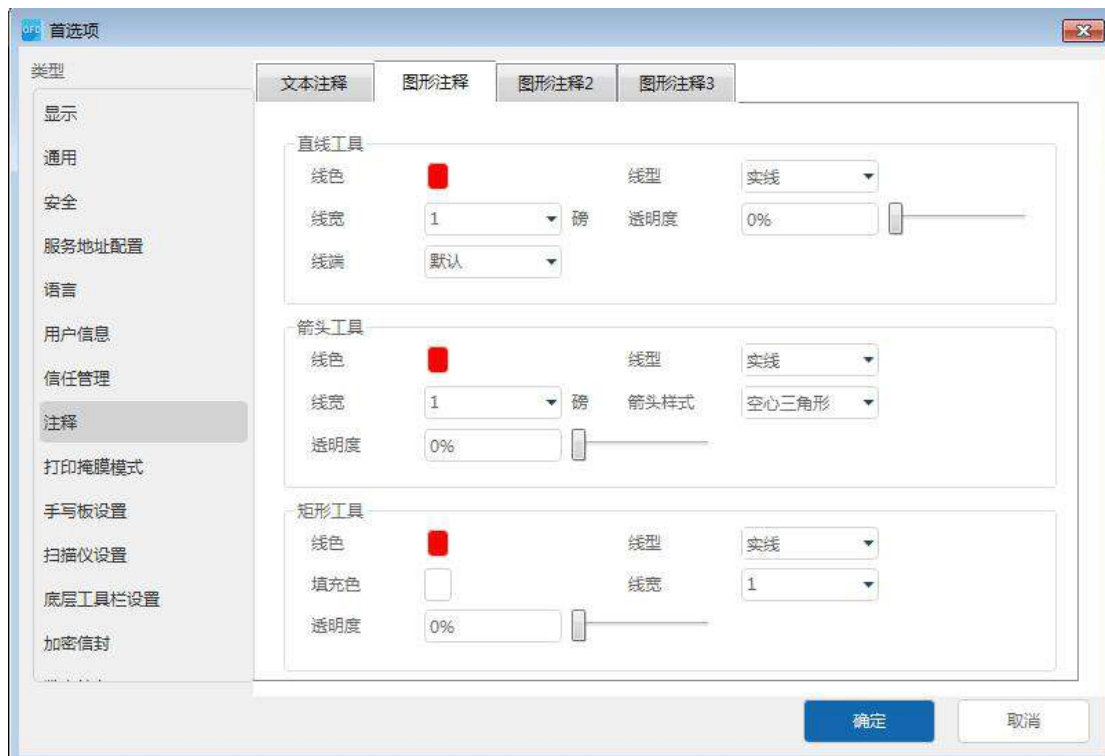 OFD 首选项
类型
显示
通用
安全
服务地址配置
语言
用户信息
信任管理
注释
打印掩膜模式
手写板设置
扫描仪设置
底层工具栏设置
加密信封
文本注释 图形注释 图形注释2 图形注释3
直线工具
线色 线型 实线
线宽 1 磅 透明度 0%
线端 默认
箭头工具
线色 线型 实线
线宽 1 磅 箭头样式 空心三角形
透明度 0%
矩形工具
线色 线型 实线
填充色 线宽 1
透明度 0%
确定 取消